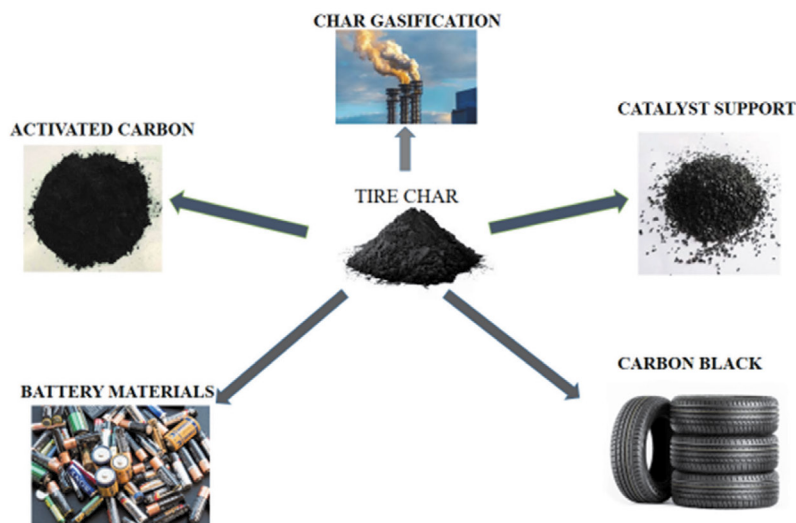 CHAR GASIFICATION
ACTIVATED CARBON
CATALYST SUPPORT
TIRE CHAR
BATTERY MATERIALS
CARBON BLACK